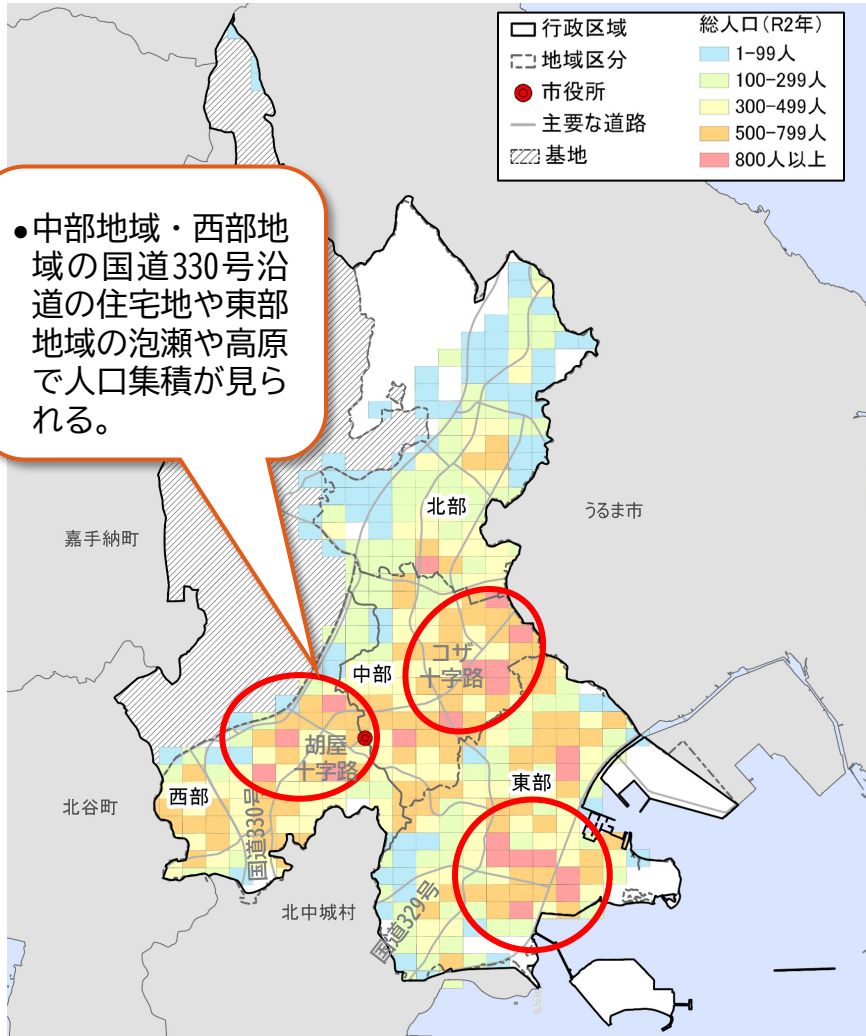 行政区域
地域区分
市役所
主要な道路
基地
総人口(R2年)
1-99人
100-299人
300-499人
500-799人
800人以上
•中部地域・西部地
域の国道330号沿
道の住宅地や東部
地域の泡瀬や高原
で人口集積が見ら
れる。
北部
うるま市
嘉手納町
コザ
十字路
中部
胡屋
十字路
東部
西部
北谷町
国道330号
北中城村
国道329号